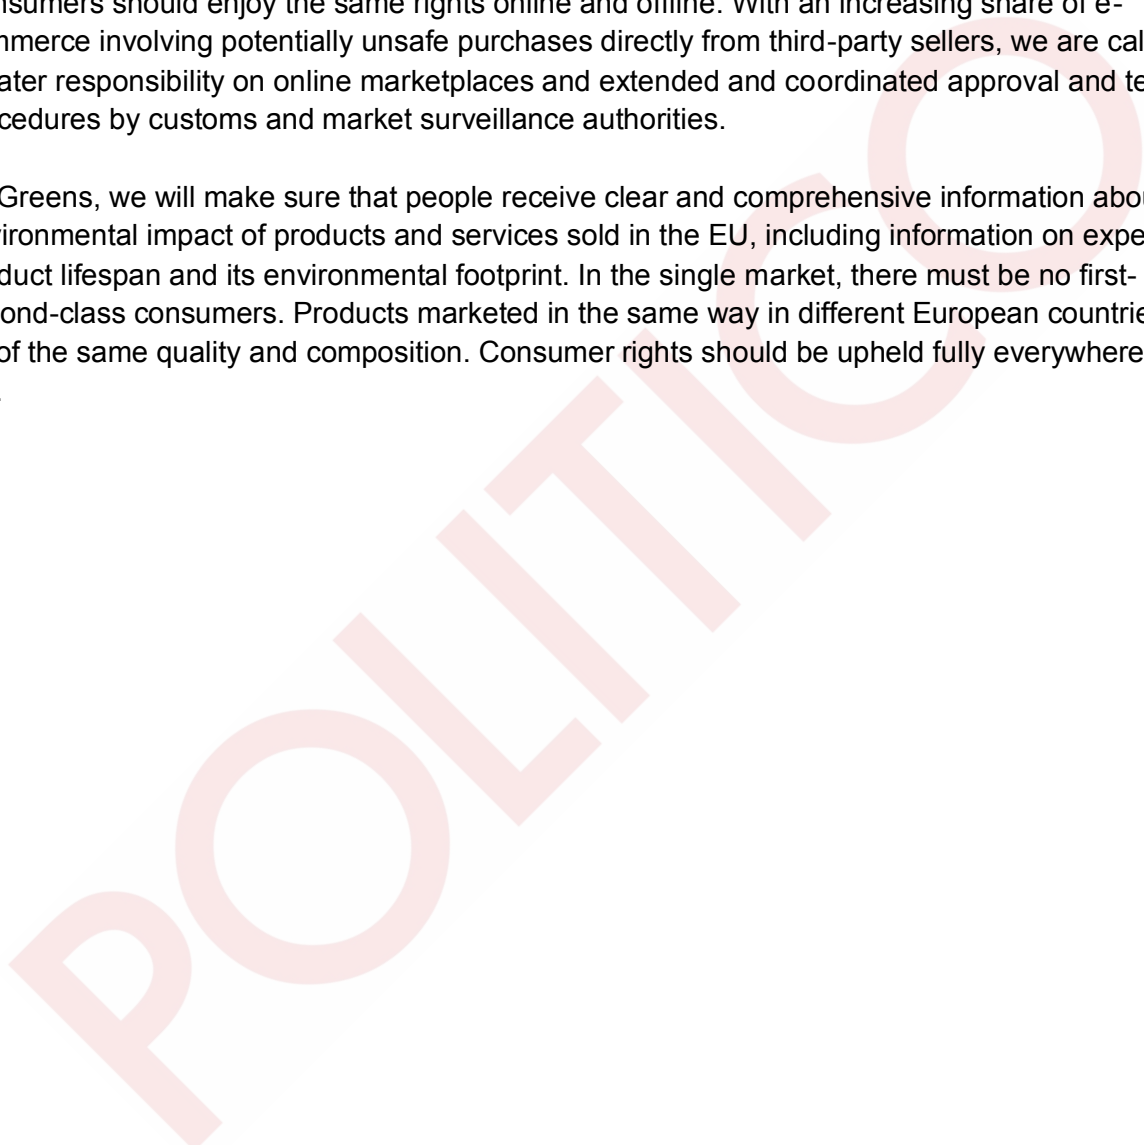 nsumers should enjoy the same rights online and offline. With an increasing share of e-
mmerce involving potentially unsafe purchases directly from third-party sellers, we are cal
ater responsibility on online marketplaces and extended and coordinated approval and te
cedures by customs and market surveillance authorities.
Greens, we will make sure that people receive clear and comprehensive information abou
vironmental impact of products and services sold in the EU, including information on expe
duct lifespan and its environmental footprint. In the single market, there must be no first-
ond-class consumers. Products marketed in the same way in different European countrie
of the same quality and composition. Consumer rights should be upheld fully everywhere
.
POLITICO